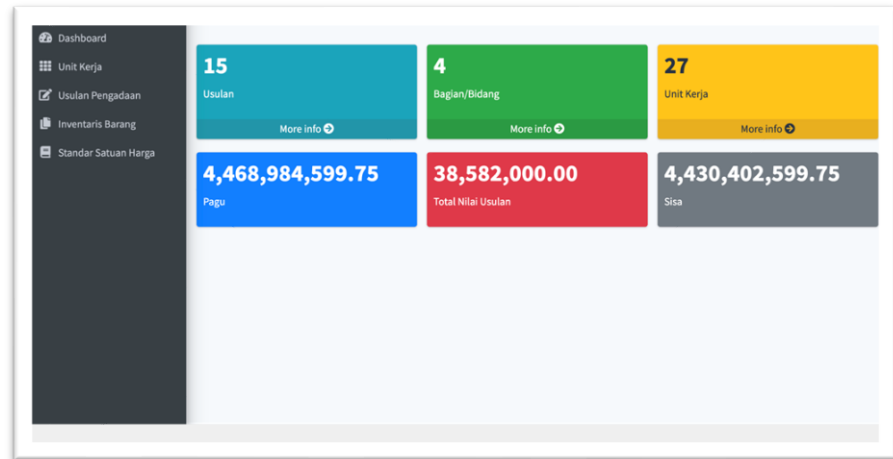 Dashboard
Unit Kerja
Usulan Pengadaan
Inventaris Barang
Standar Satuan Harga
15
Usulan
More info
4
Bagian/Bidang
More info
27
Unit Kerja
More info
4,468,984,599.75
Pagu
38,582,000.00
Total Nilai Usulan
4,430,402,599.75
Sisa